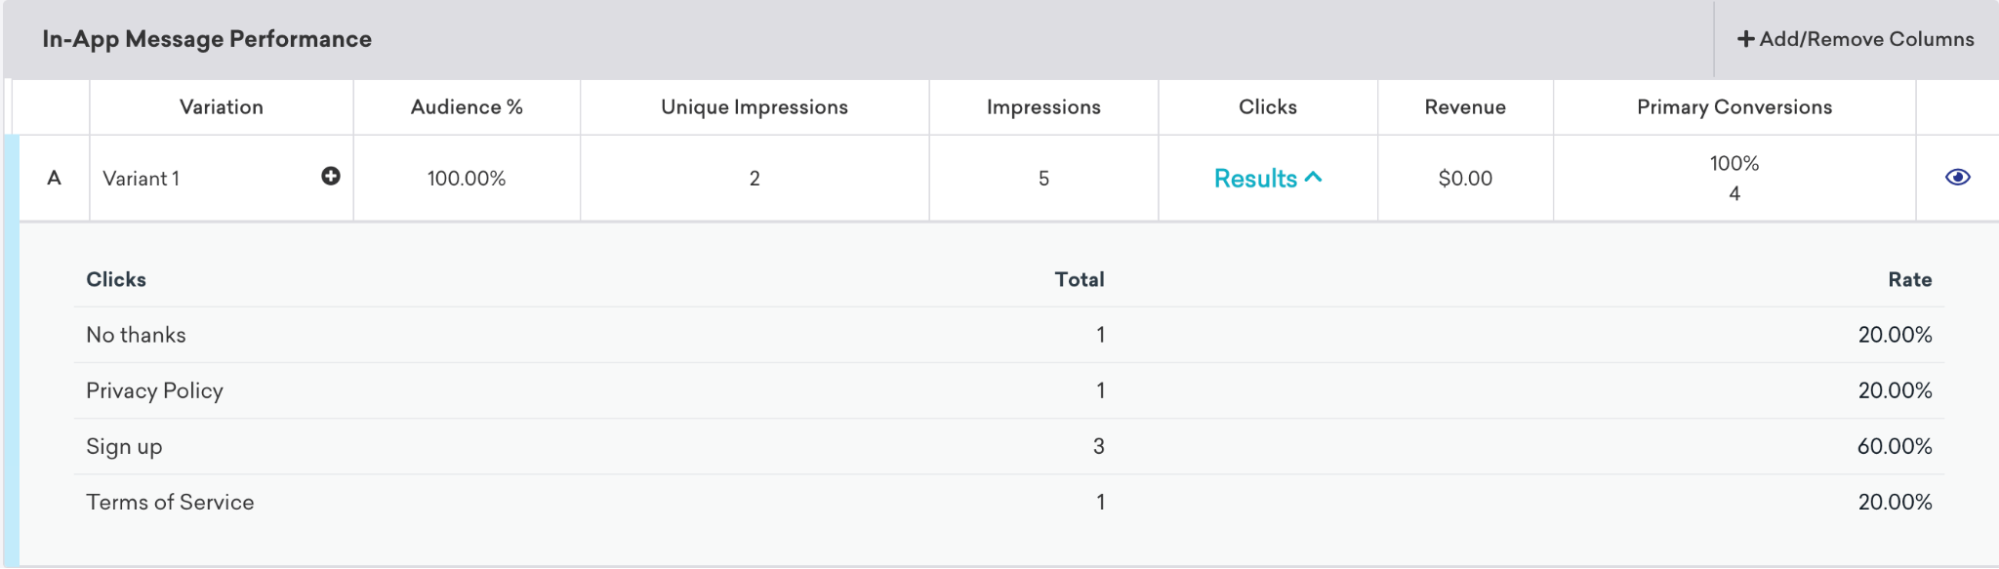 In-App Message Performance
Add/Remove Columns
Variation Audience % Unique Impressions Impressions Clicks Revenue Primary Conversions
A Variant 1 100.00% 2 5 Results $0.00 100%
4
Clicks Total Rate
No thanks 1 20.00%
Privacy Policy 1 20.00%
Sign up 3 60.00%
Terms of Service 1 20.00%